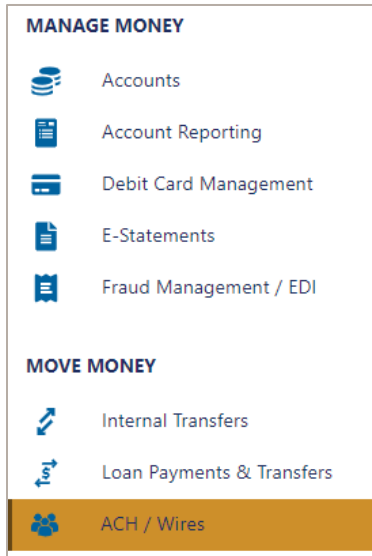 MANAGE MONEY
Accounts
Account Reporting
Debit Card Management
E-Statements
Fraud Management / EDI
MOVE MONEY
Internal Transfers
Loan Payments & Transfers
ACH / Wires